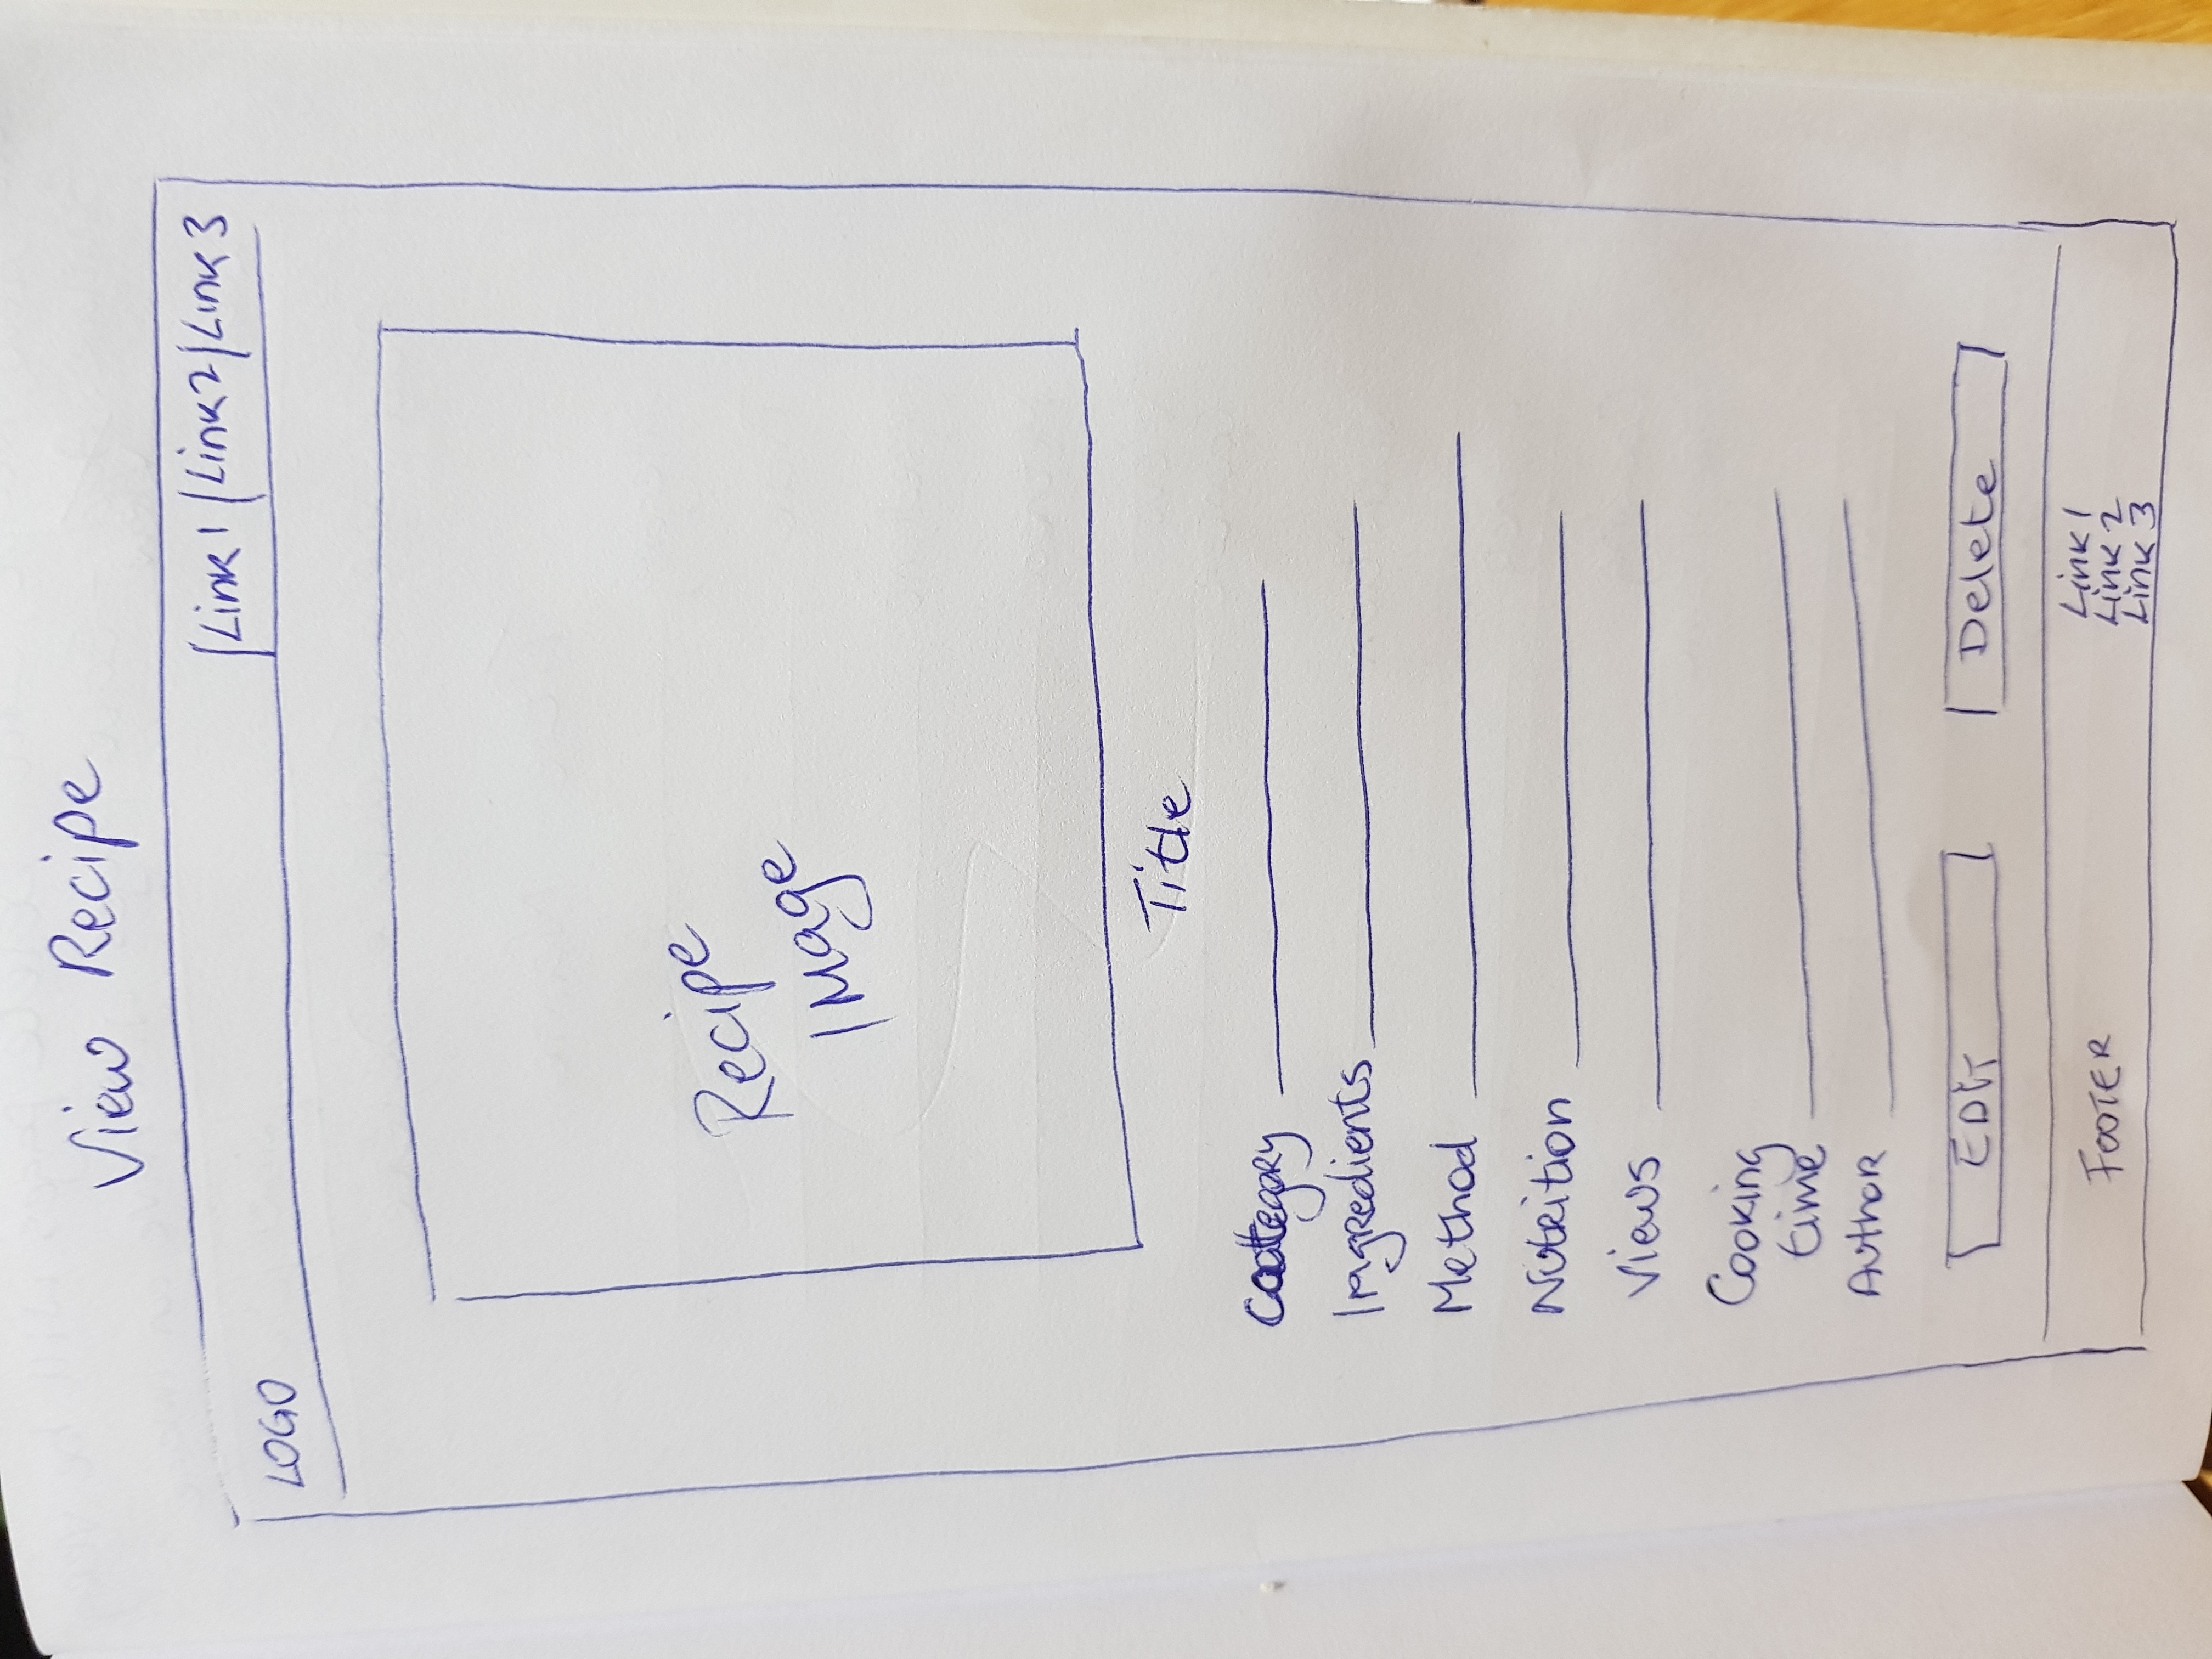 View Recipe
LOGO |Link 1 |Link 2|Link 3
Recipe
Image
Title
Category
Ingredients
Method
Nutrition
Views
Cooking
time
Author
EDIT Delete
FOOTER
Link 1
Link 2
Link 3